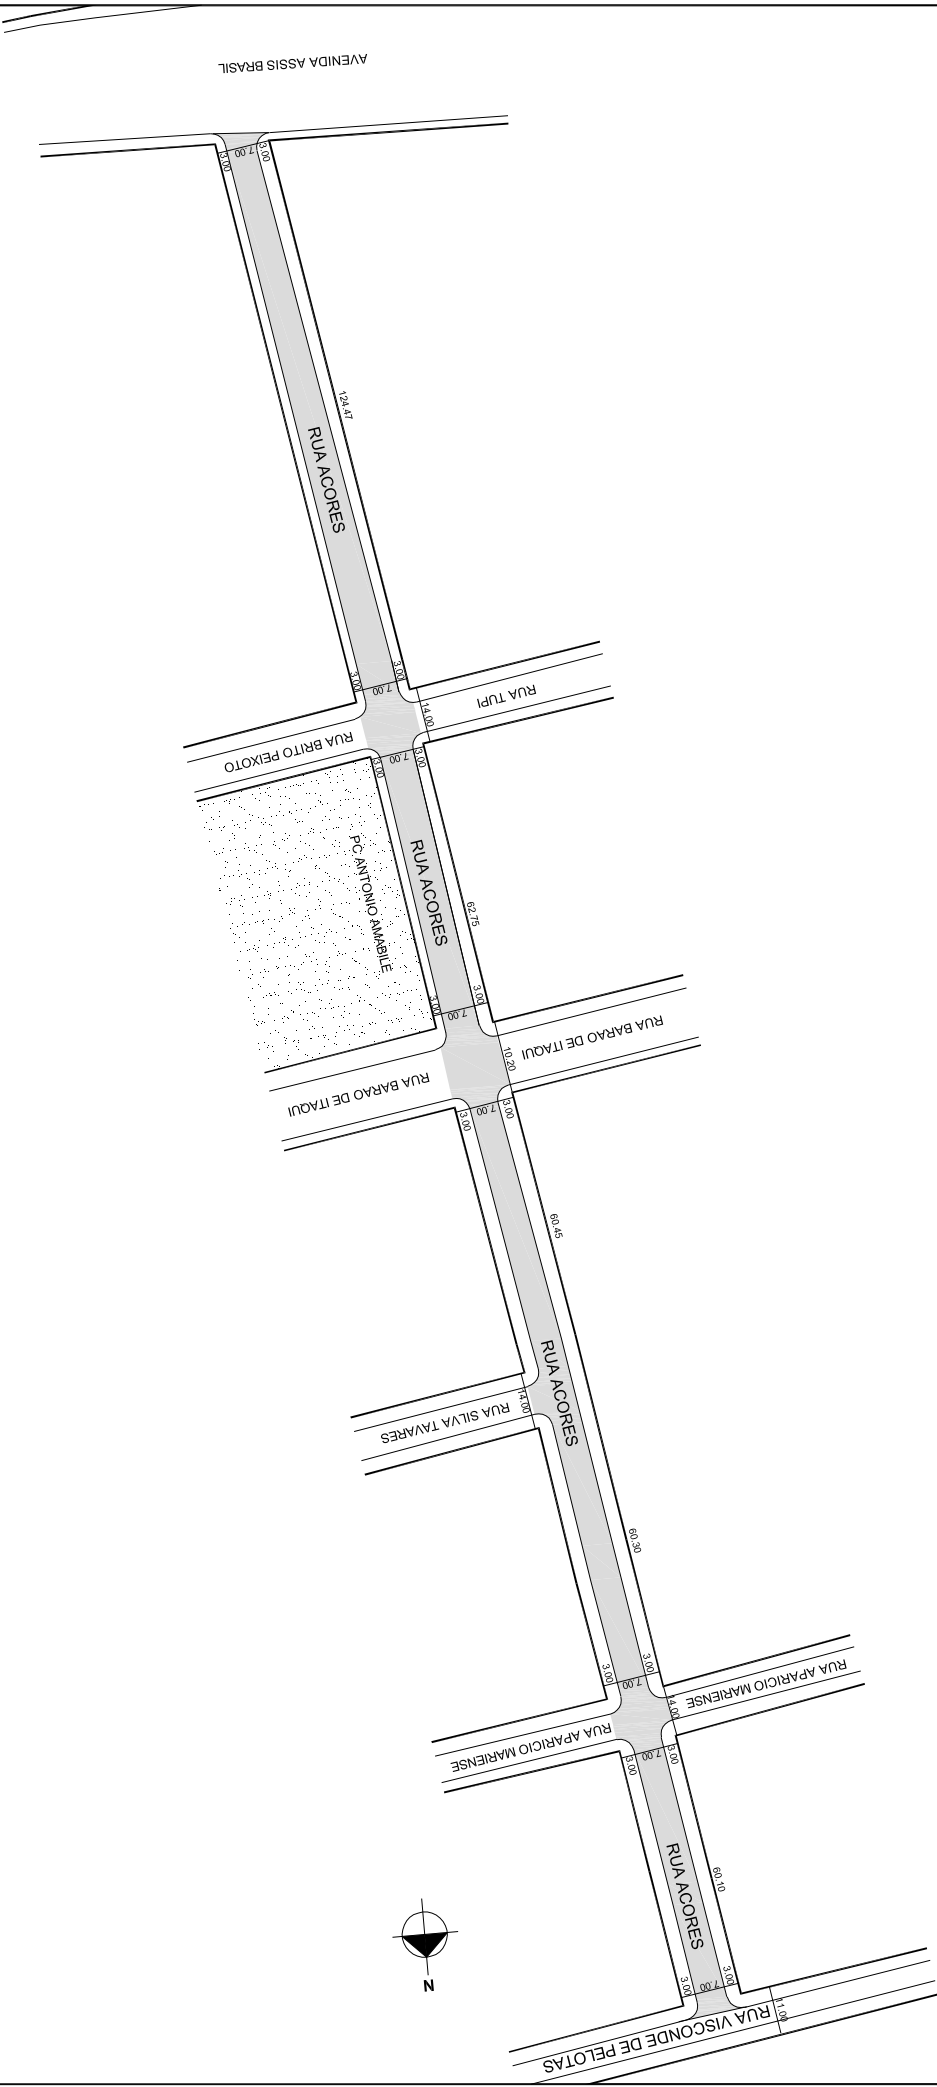 AVENIDA ASSIS BRASIL
3.00
7.00
3.00
124.47
RUA ACORES
3.00
7.00
3.00
RUA TUPI
14.00
RUA BRITO PEIXOTO
3.00
7.00
3.00
PC ANTONIO AMABILE
RUA ACORES
62.75
3.00
7.00
3.00
RUA BARAO DE ITAQUI
10.20
RUA BARAO DE ITAQUI
3.00
7.00
3.00
60.45
RUA ACORES
14.00
RUA SILVA TAVARES
60.30
3.00
7.00
3.00
RUA APARICIO MARIENSE
14.00
RUA APARICIO MARIENSE
3.00
7.00
3.00
RUA ACORES
60.10
N
3.00
7.00
3.00
11.00
RUA VISCONDE DE PELOTAS